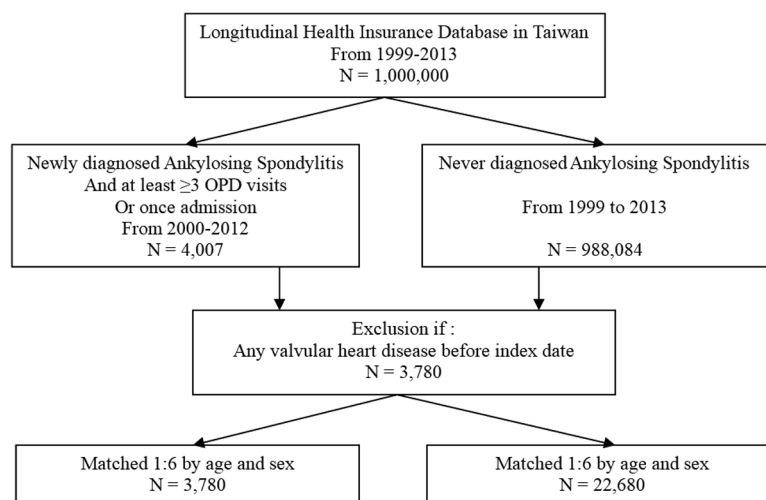 Longitudinal Health Insurance Database in Taiwan
From 1999-2013
N = 1,000,000
Newly diagnosed Ankylosing Spondylitis
And at least ≥3 OPD visits
Or once admission
From 2000-2012
N = 4,007
Never diagnosed Ankylosing Spondylitis
From 1999 to 2013
N = 988,084
Exclusion if :
Any valvular heart disease before index date
N = 3,780
Matched 1:6 by age and sex
N = 3,780
Matched 1:6 by age and sex
N = 22,680